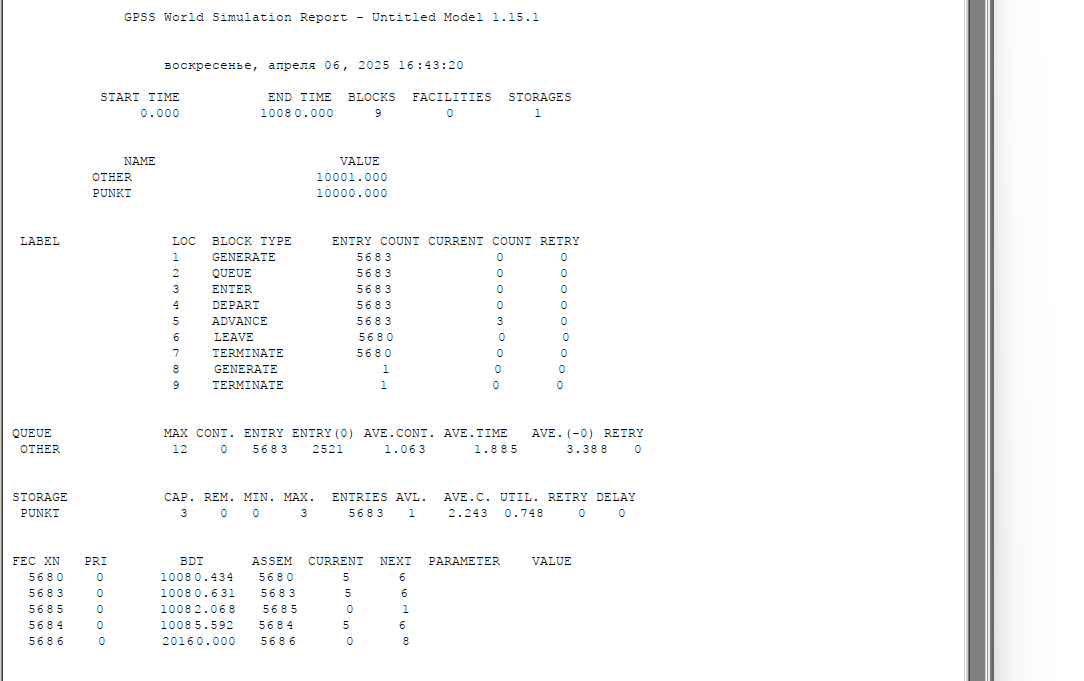 GPSS World Simulation Report - Untitled Model 1.15.1
воскресенье, апреля 06, 2025 16:43:20
START TIME END TIME BLOCKS FACILITIES STORAGES
0.000 10080.000 9 0 1
NAME VALUE
OTHER 10001.000
PUNKT 10000.000
LABEL LOC BLOCK TYPE ENTRY COUNT CURRENT COUNT RETRY
1 GENERATE 5683 0 0
2 QUEUE 5683 0 0
3 ENTER 5683 0 0
4 DEPART 5683 0 0
5 ADVANCE 5683 3 0
6 LEAVE 5680 0 0
7 TERMINATE 5680 0 0
8 GENERATE 1 0 0
9 TERMINATE 1 0 0
QUEUE MAX CONT. ENTRY ENTRY(0) AVE.CONT. AVE.TIME AVE.(-0) RETRY
OTHER 12 0 5683 2521 1.063 1.885 3.388 0
STORAGE CAP. REM. MIN. MAX. ENTRIES AVL. AVE.C. UTIL. RETRY DELAY
PUNKT 3 0 0 3 5683 1 2.243 0.748 0 0
FEC XN PRI BDT ASSEM CURRENT NEXT PARAMETER VALUE
5680 0 10080.434 5680 5 6
5683 0 10080.631 5683 5 6
5685 0 10082.068 5685 0 1
5684 0 10085.592 5684 5 6
5686 0 20160.000 5686 0 8